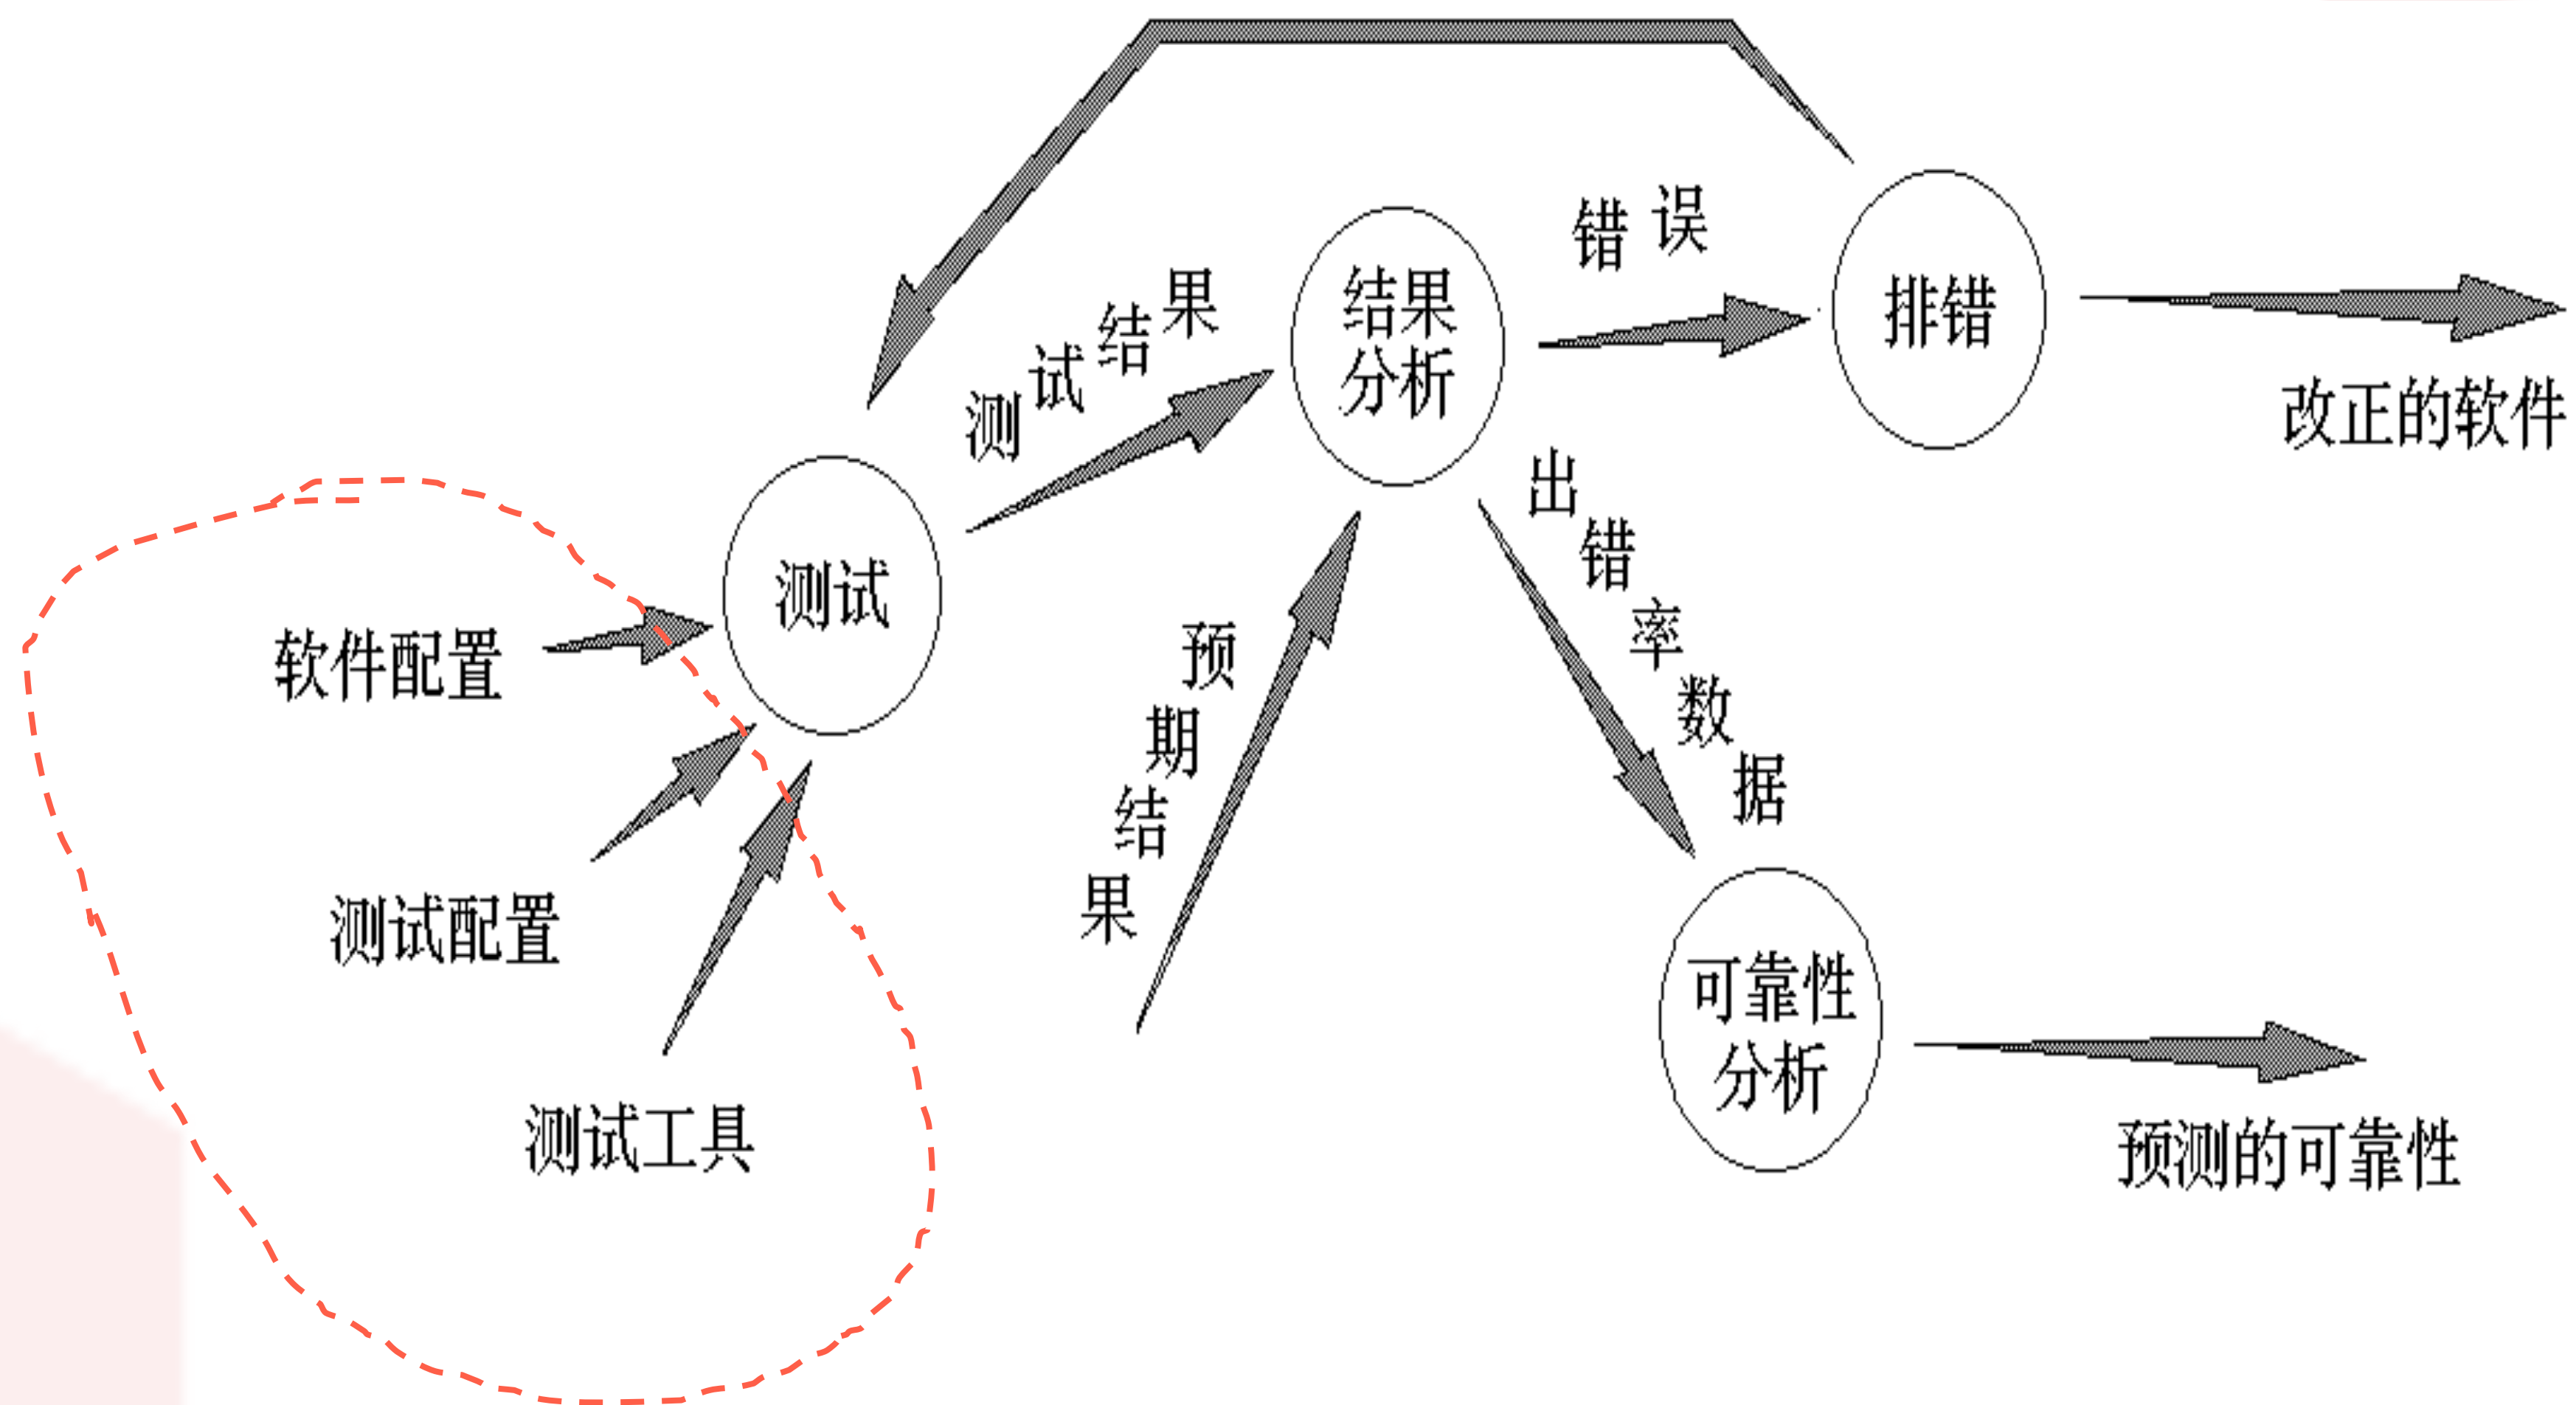 错误
测试结果
结果
分析
排错
改正的软件
出错率数据
测试
预期结果
软件配置
测试配置
可靠性
分析
测试工具
预测的可靠性